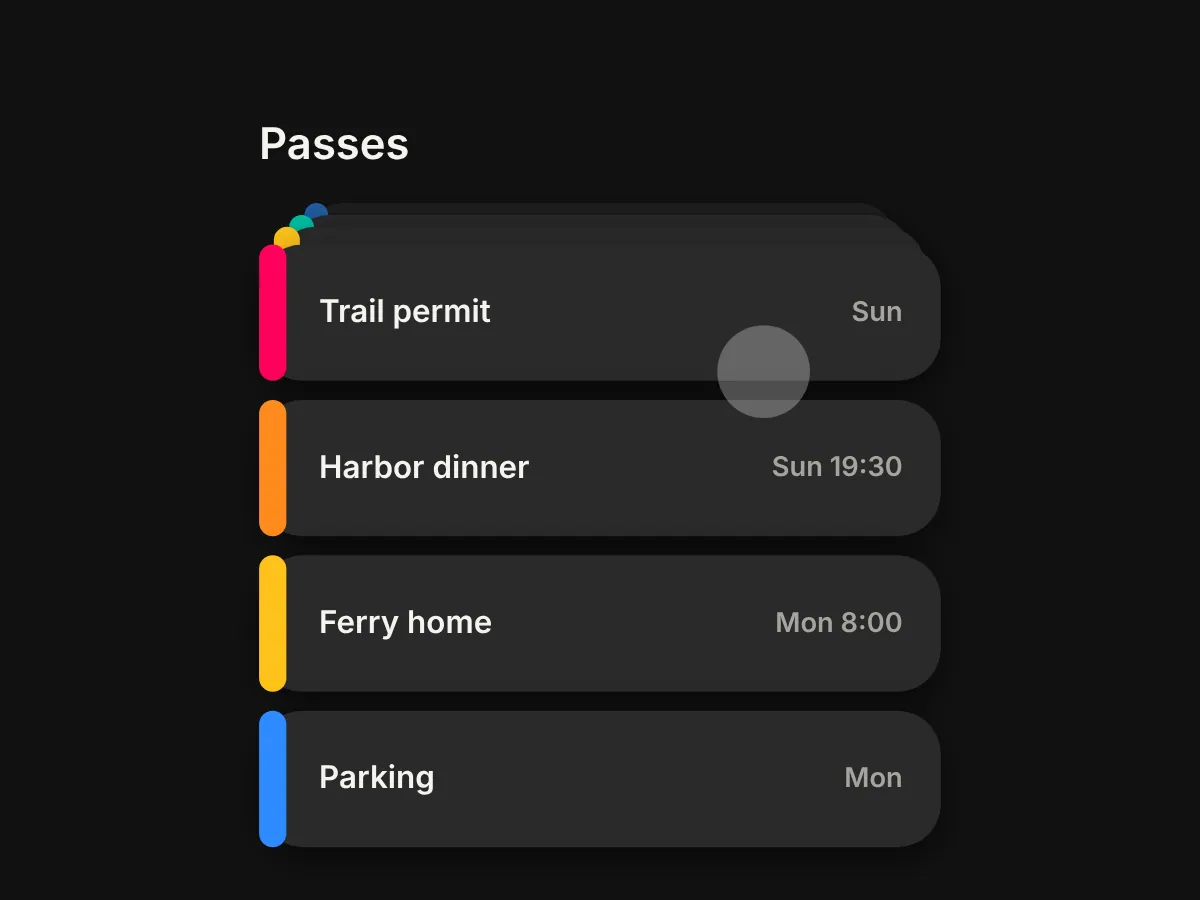 Passes
Trail permit Sun
Harbor dinner Sun 19:30
Ferry home Mon 8:00
Parking Mon